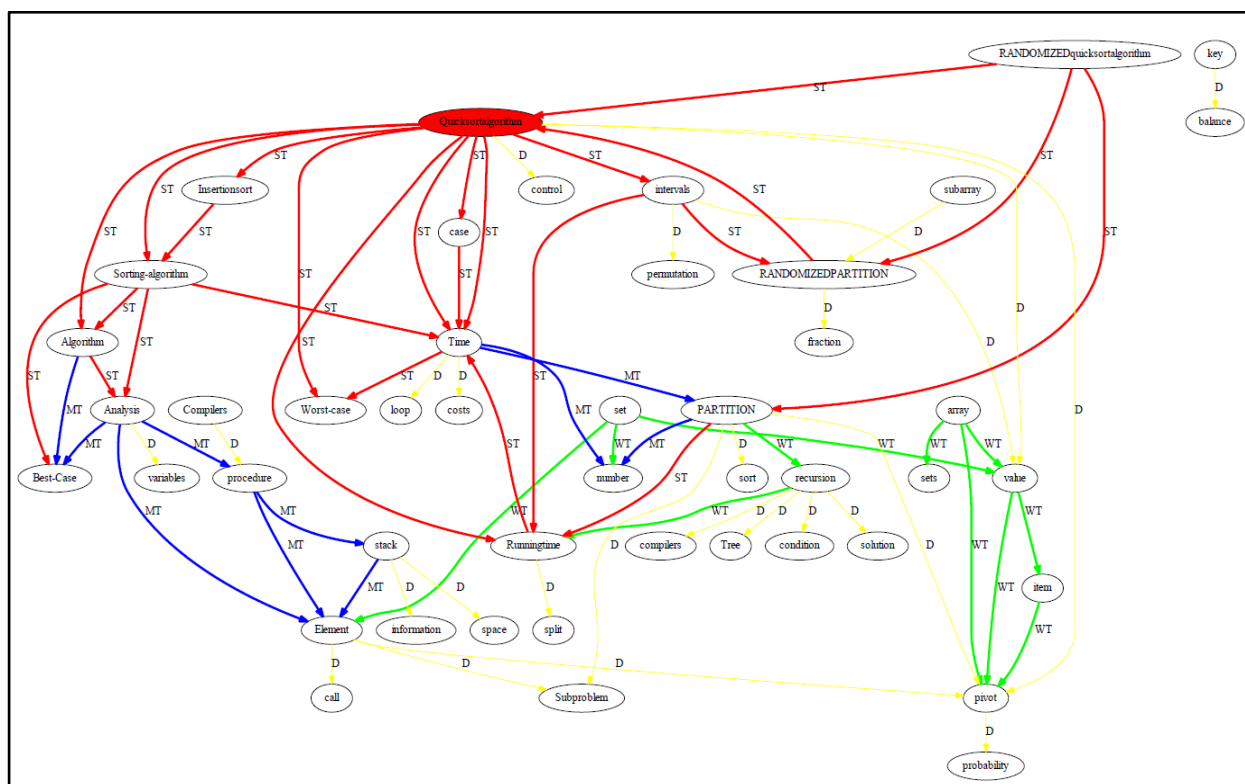 RANDOMIZEDquicksortalgorithm
key
ST
D
Quicksortalgorithm
balance
ST
D
ST
ST
Insertionsort
control
intervals
subarray
ST
ST
ST
case
D
D
ST
ST
ST
ST
ST
ST
ST
Sorting-algorithm
permutation
RANDOMIZEDPARTITION
ST
ST
ST
D
D
D
Algorithm
Time
fraction
ST
ST
MT
ST
ST
D
D
MT
ST
D
Analysis
Compilers
Worst-case
loop
costs
set
PARTITION
array
MT
MT
D
MT
D
ST
MT
WT
MT
D
WT
WT
WT
Best-Case
variables
procedure
number
sort
recursion
sets
value
MT
MT
WT
ST
WT
D
D
D
D
WT
stack
Runningtime
compilers
Tree
condition
solution
MT
MT
D
D
D
D
D
WT
WT
item
Element
information
space
split
WT
D
D
D
call
Subproblem
pivot
D
probability